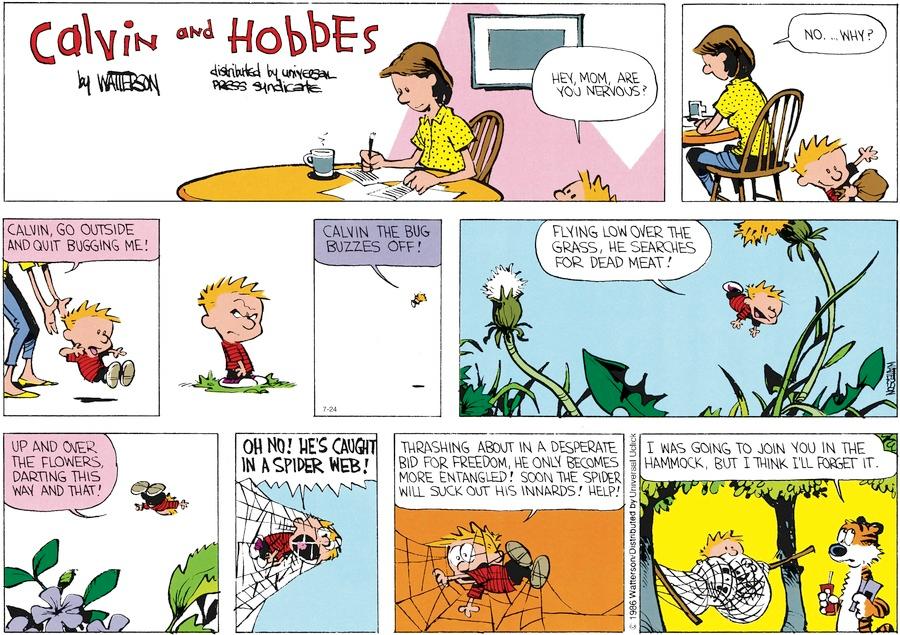 Calvin and Hobbes
by WATTERSON
distributed by universal
press syndicate
HEY, MOM, ARE
YOU NERVOUS?
NO. ... WHY?
CALVIN, GO OUTSIDE
AND QUIT BUGGING ME!
CALVIN THE BUG
BUZZES OFF!
7-24
FLYING LOW OVER THE
GRASS, HE SEARCHES
FOR DEAD MEAT!
WATTERSON
UP AND OVER
THE FLOWERS,
DARTING THIS
WAY AND THAT!
OH NO! HE'S CAUGHT
IN A SPIDER WEB!
THRASHING ABOUT IN A DESPERATE
BID FOR FREEDOM, HE ONLY BECOMES
MORE ENTANGLED! SOON THE SPIDER
WILL SUCK OUT HIS INNARDS! HELP!
© 1986 Watterson/Distributed by Universal Uclick
I WAS GOING TO JOIN YOU IN THE
HAMMOCK, BUT I THINK I'LL FORGET IT.